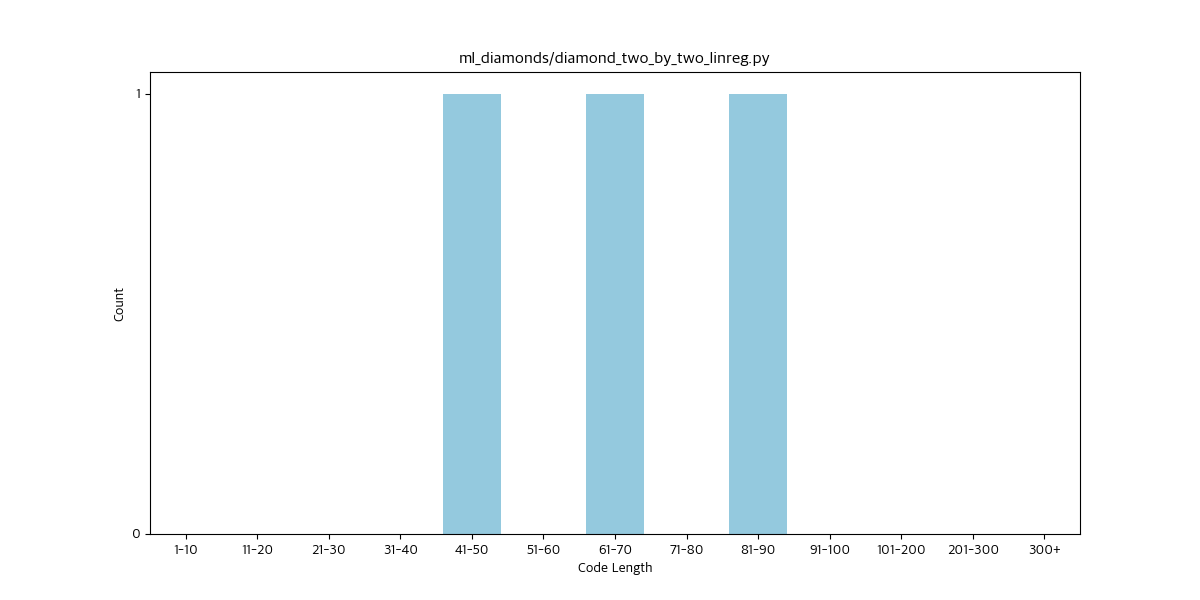 ml_diamonds/diamond_two_by_two_linreg.py
1
Count
0
1-10 11-20 21-30 31-40 41-50 51-60 61-70 71-80 81-90 91-100 101-200 201-300 300+
Code Length